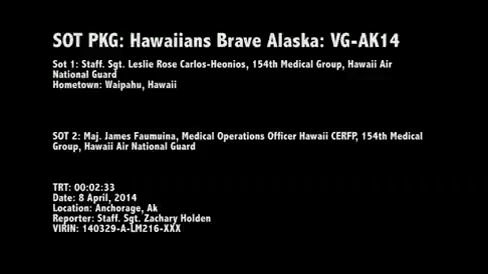 SOT PKG: Hawaiians Brave Alaska: VG-AK14
Sot 1: Staff. Sgt. Leslie Rose Carlos-Heonios, 154th Medical Group, Hawaii Air
National Guard
Hometown: Waipahu, Hawaii
SOT 2: Maj. James Faumuina, Medical Operations Officer Hawaii CERFP, 154th Medical
Group, Hawaii Air National Guard
TRT: 00:02:33
Date: 8 April, 2014
Location: Anchorage, Ak
Reporter: Staff. Sgt. Zachary Holden
VIRIN: 140329-A-LM216-XXX